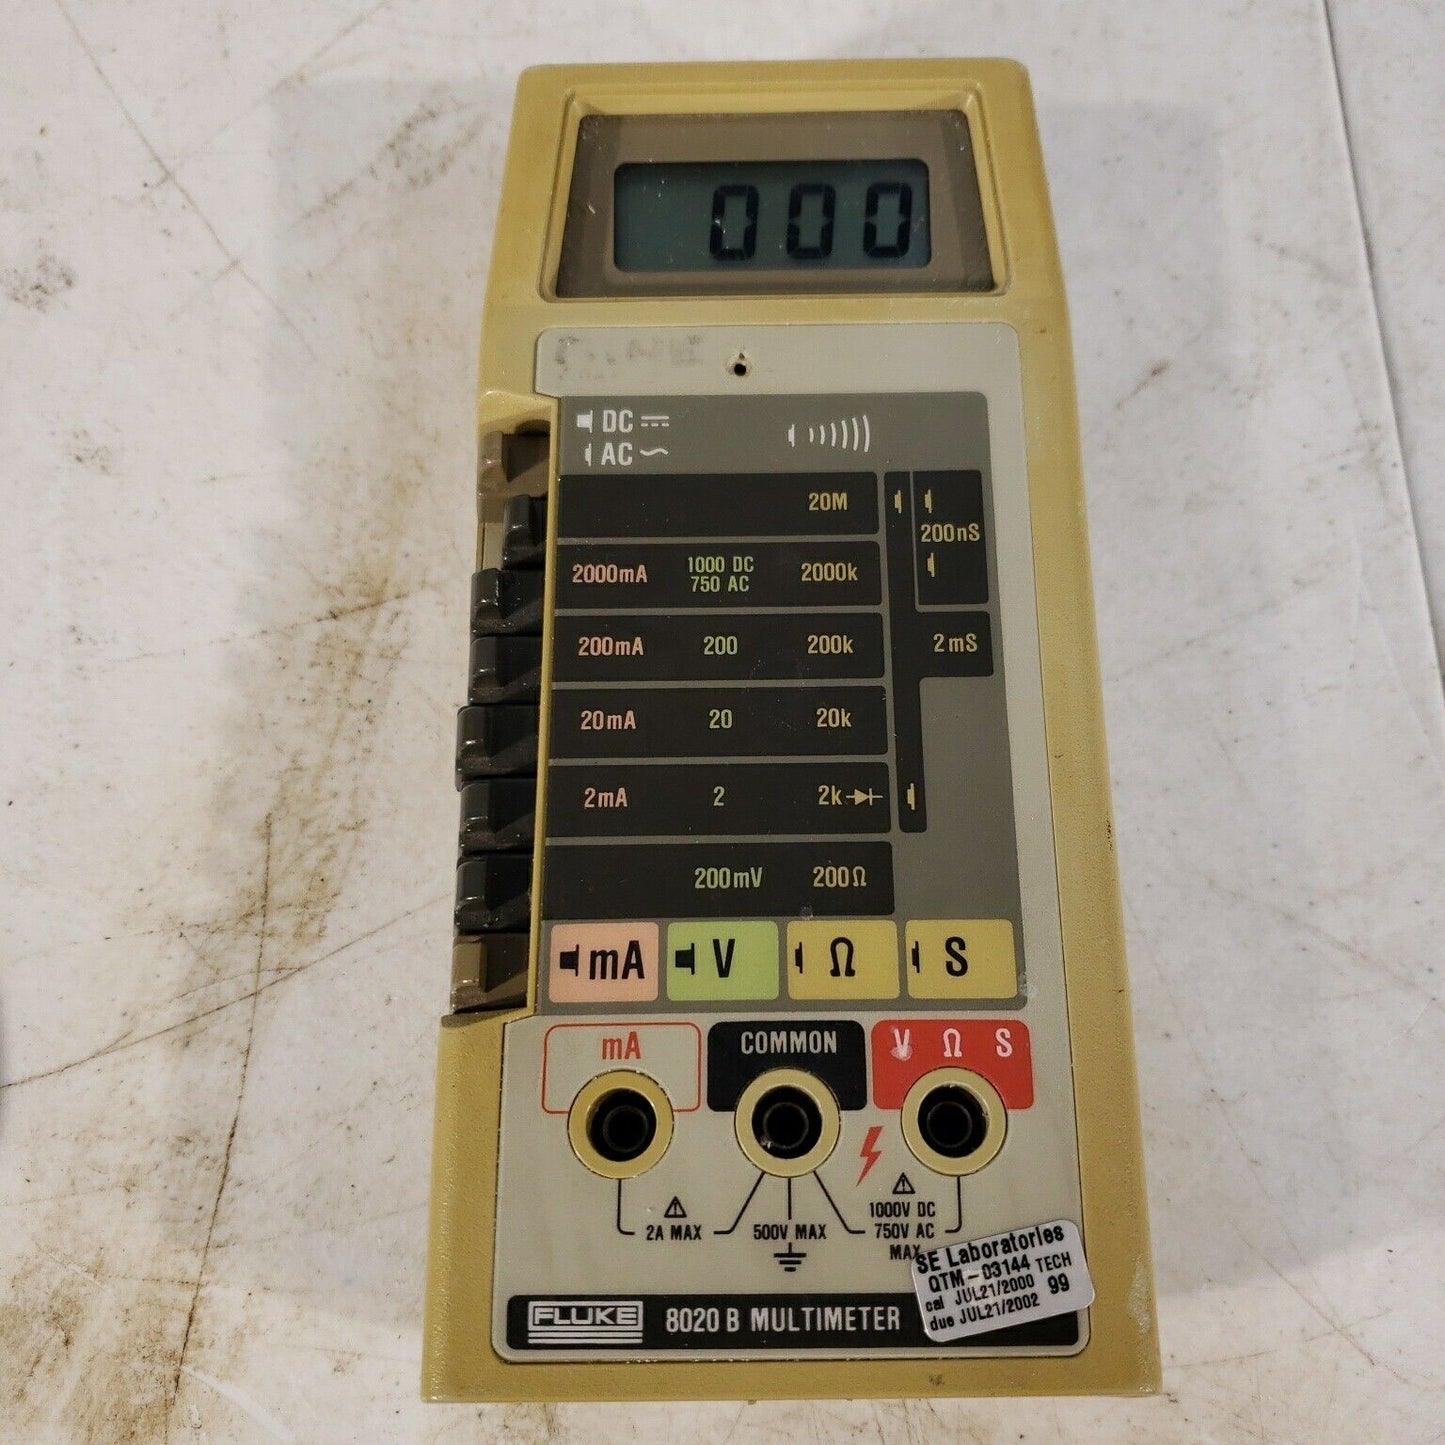 000
DC
AC
20M
200nS
2000mA 1000 DC 2000k
750 AC
200mA 200 200k 2mS
20mA 20 20k
2mA 2 2k
200mV 200Ω
mA V Ω S
mA COMMON V Ω S
2A MAX 500V MAX 1000V DC
750V AC
MAX
SE Laboratories
QTM-03144 TECH
cal JUL21/2000 99
due JUL21/2002
FLUKE 8020 B MULTIMETER